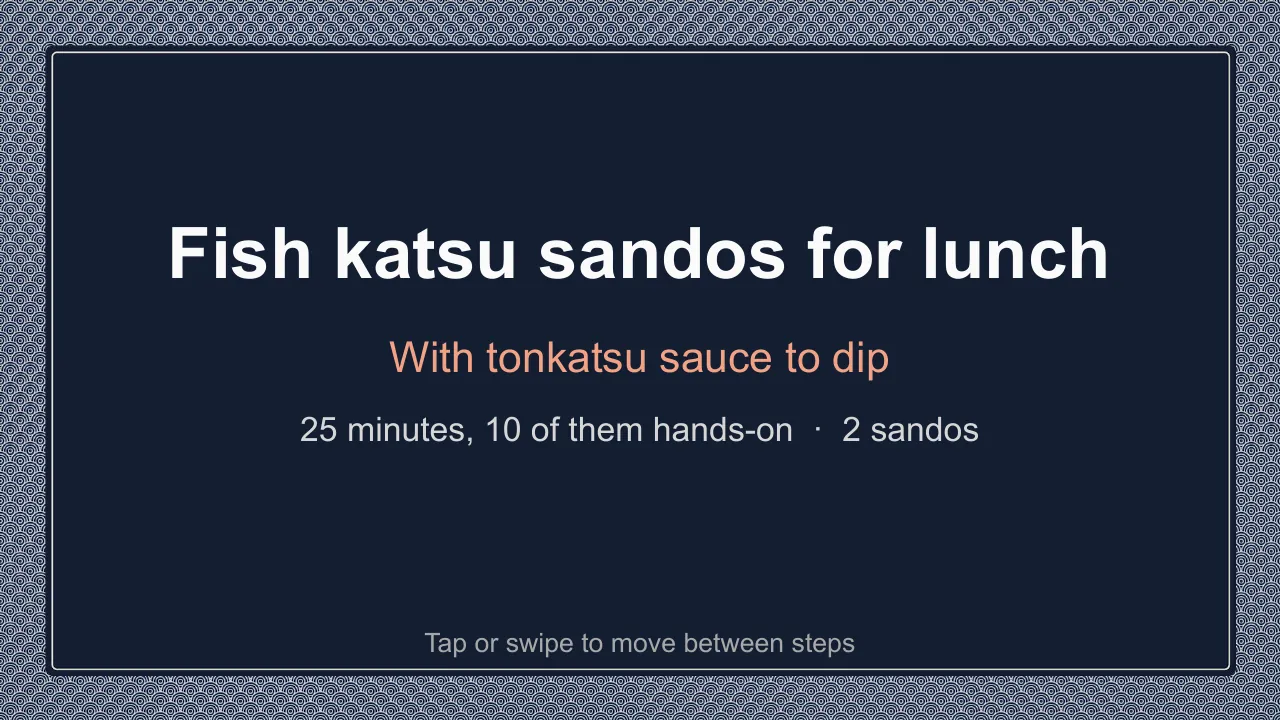 Fish katsu sandos for lunch
With tonkatsu sauce to dip
25 minutes, 10 of them hands-on · 2 sandos
Tap or swipe to move between steps